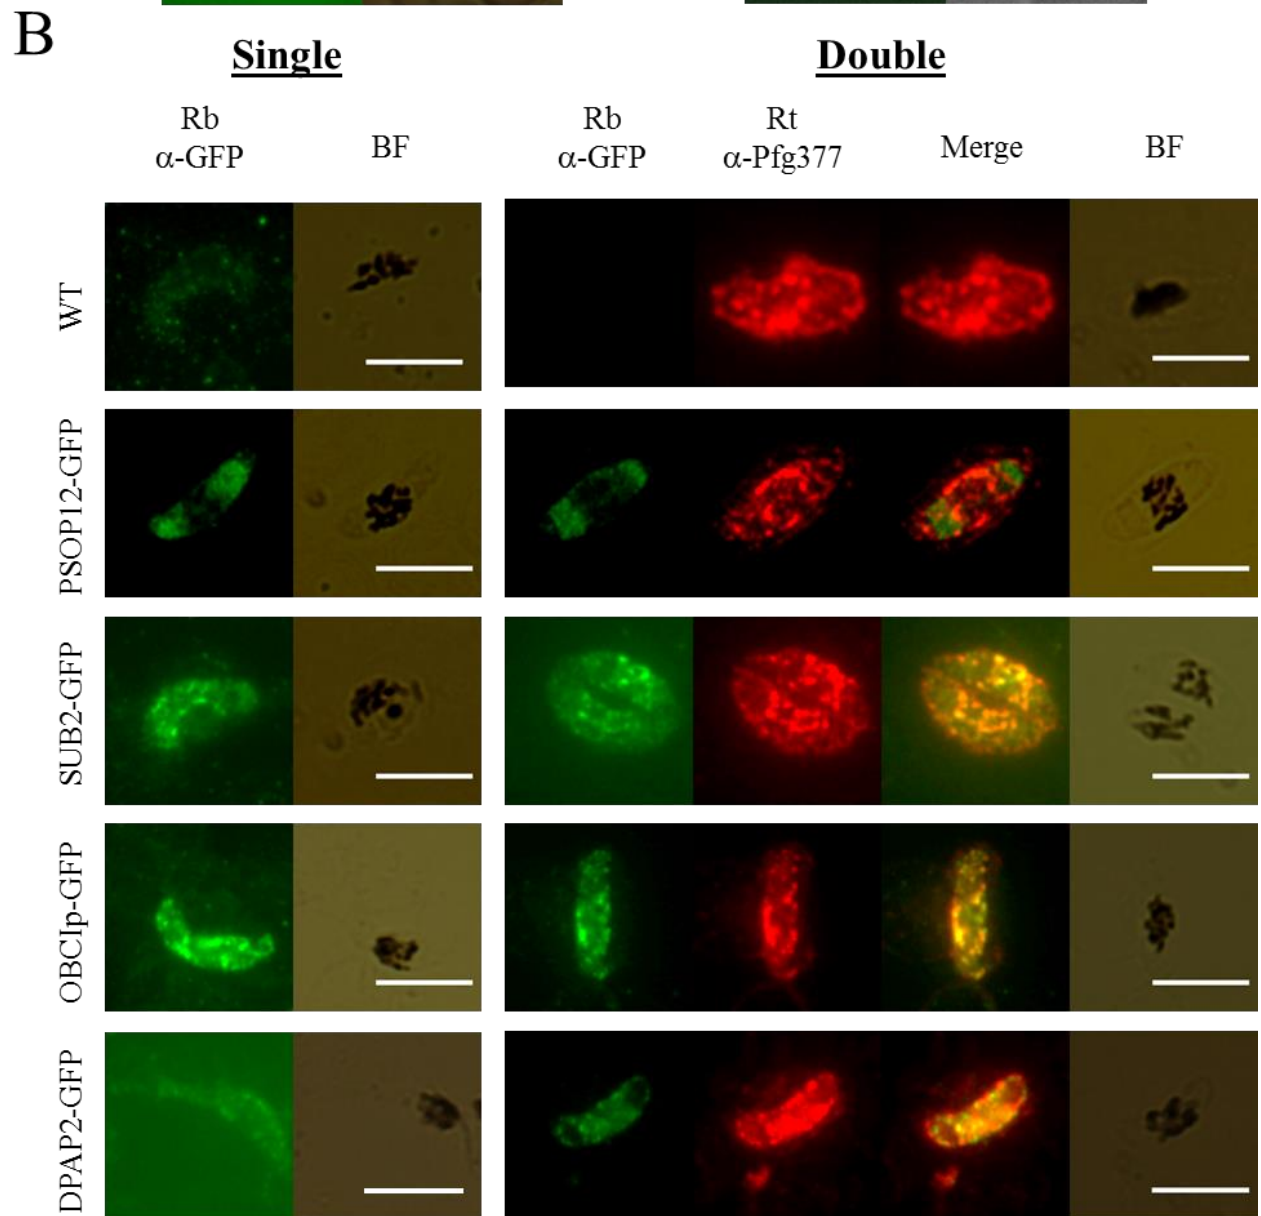 B
Single
Double
Rb
α-GFP
BF
Rb
α-GFP
Rt
α-Pfg377
Merge
BF
WT
PSOP12-GFP
SUB2-GFP
OBCIp-GFP
DPAP2-GFP